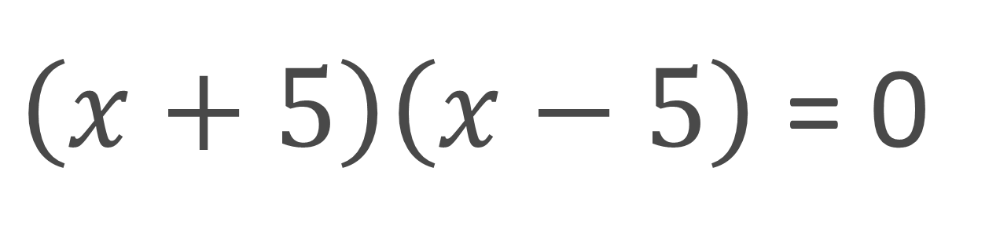 (x + 5)(x − 5) = 0